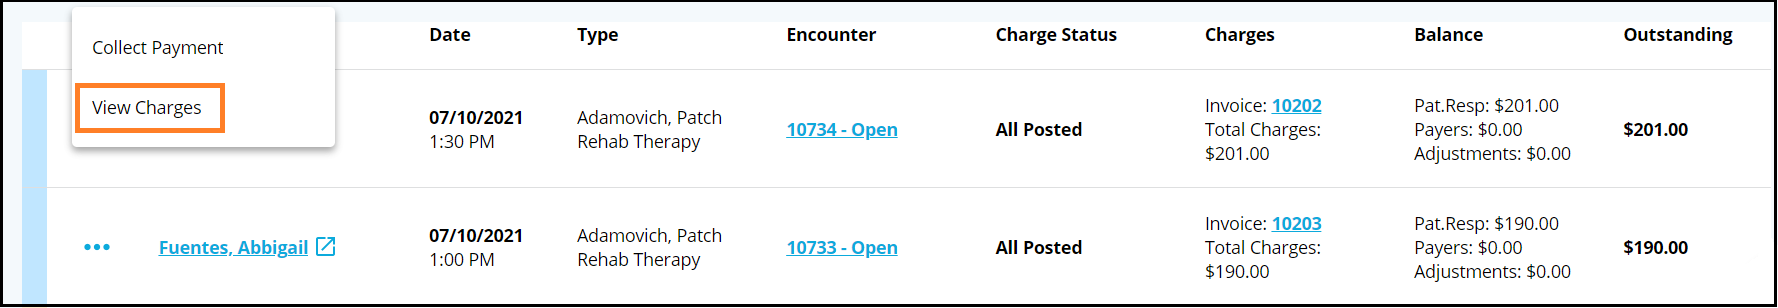 Collect Payment
View Charges
Date Type Encounter Charge Status Charges Balance Outstanding
07/10/2021
1:30 PM
Adamovich, Patch
Rehab Therapy
10734 - Open
All Posted
Invoice: 10202
Total Charges:
$201.00
Pat.Resp: $201.00
Payers: $0.00
Adjustments: $0.00
$201.00
Fuentes, Abbigail
07/10/2021
1:00 PM
Adamovich, Patch
Rehab Therapy
10733 - Open
All Posted
Invoice: 10203
Total Charges:
$190.00
Pat.Resp: $190.00
Payers: $0.00
Adjustments: $0.00
$190.00